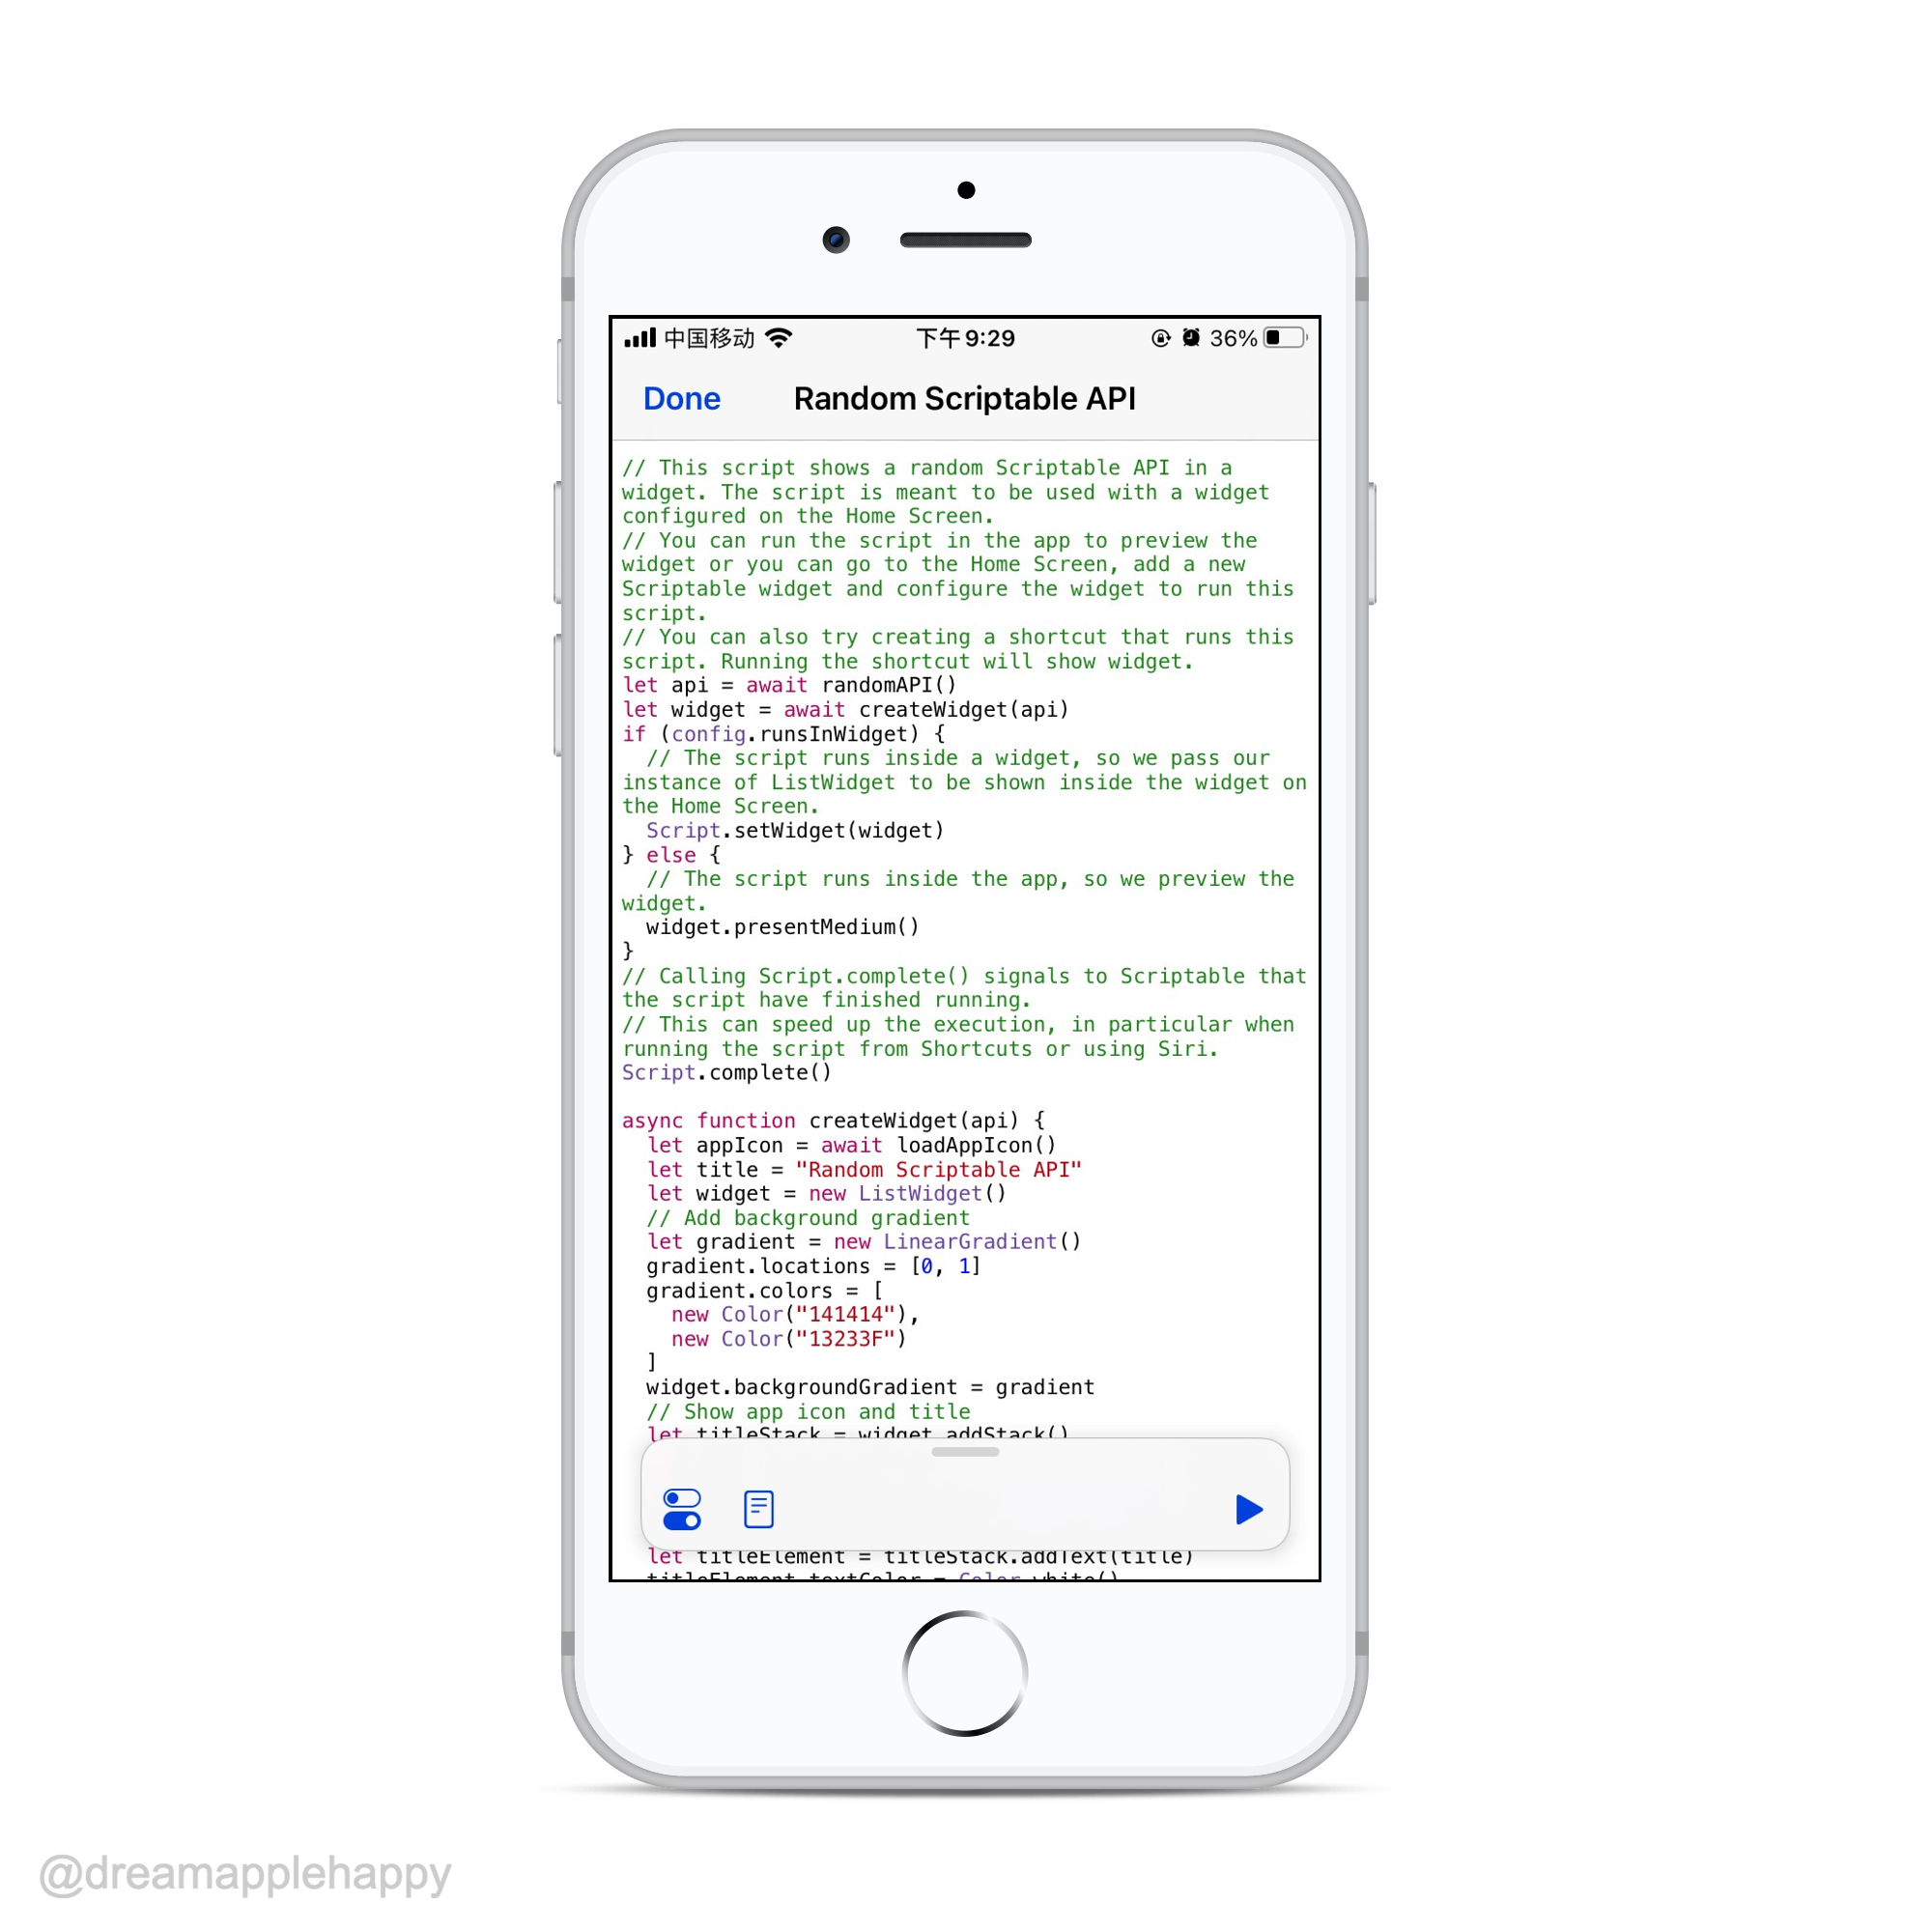 中国移动 下午9:29 36%
Done Random Scriptable API
// This script shows a random Scriptable API in a
widget. The script is meant to be used with a widget
configured on the Home Screen.
// You can run the script in the app to preview the
widget or you can go to the Home Screen, add a new
Scriptable widget and configure the widget to run this
script.
// You can also try creating a shortcut that runs this
script. Running the shortcut will show widget.
let api = await randomAPI()
let widget = await createWidget(api)
if (config.runsInWidget) {
  // The script runs inside a widget, so we pass our
instance of ListWidget to be shown inside the widget on
the Home Screen.
  Script.setWidget(widget)
} else {
  // The script runs inside the app, so we preview the
widget.
  widget.presentMedium()
}
// Calling Script.complete() signals to Scriptable that
the script have finished running.
// This can speed up the execution, in particular when
running the script from Shortcuts or using Siri.
Script.complete()
async function createWidget(api) {
  let appIcon = await loadAppIcon()
  let title = "Random Scriptable API"
  let widget = new ListWidget()
  // Add background gradient
  let gradient = new LinearGradient()
  gradient.locations = [0, 1]
  gradient.colors = [
    new Color("141414"),
    new Color("13233F")
  ]
  widget.backgroundGradient = gradient
  // Show app icon and title
  let titleStack = widget.addStack()
  let titleElement = titleStack.addText(title)
  titleElement.textColor = Color.white()
@dreamapplehappy